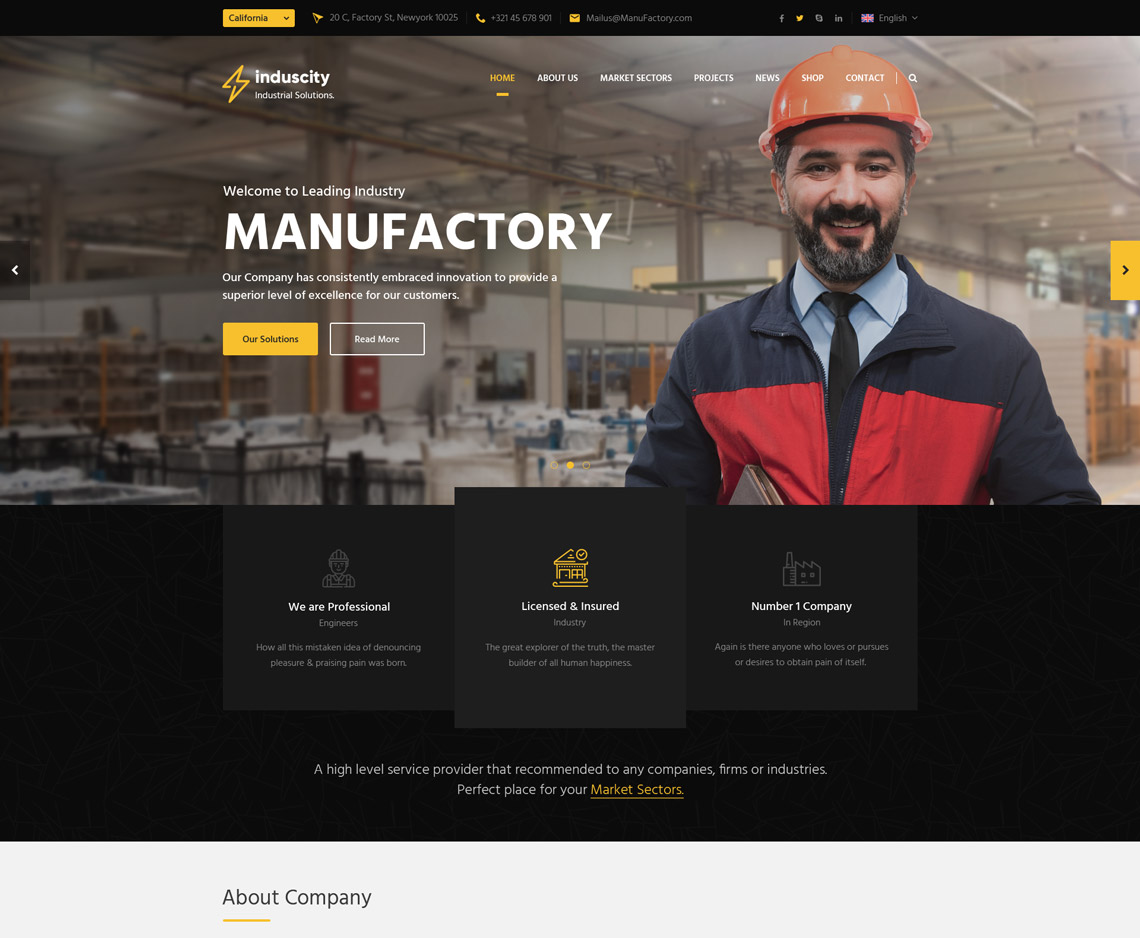 California
20 C, Factory St, Newyork 10025
+321 45 678 901
Mailus@ManuFactory.com
English
induscity
Industrial Solutions.
HOME
ABOUT US
MARKET SECTORS
PROJECTS
NEWS
SHOP
CONTACT
Welcome to Leading Industry
MANUFACTORY
Our Company has consistently embraced innovation to provide a
superior level of excellence for our customers.
Our Solutions
Read More
We are Professional
Engineers
How all this mistaken idea of denouncing
pleasure & praising pain was born.
Licensed & Insured
Industry
The great explorer of the truth, the master
builder of all human happiness.
Number 1 Company
In Region
Again is there anyone who loves or pursues
or desires to obtain pain of itself.
A high level service provider that recommended to any companies, firms or industries.
Perfect place for your Market Sectors.
About Company